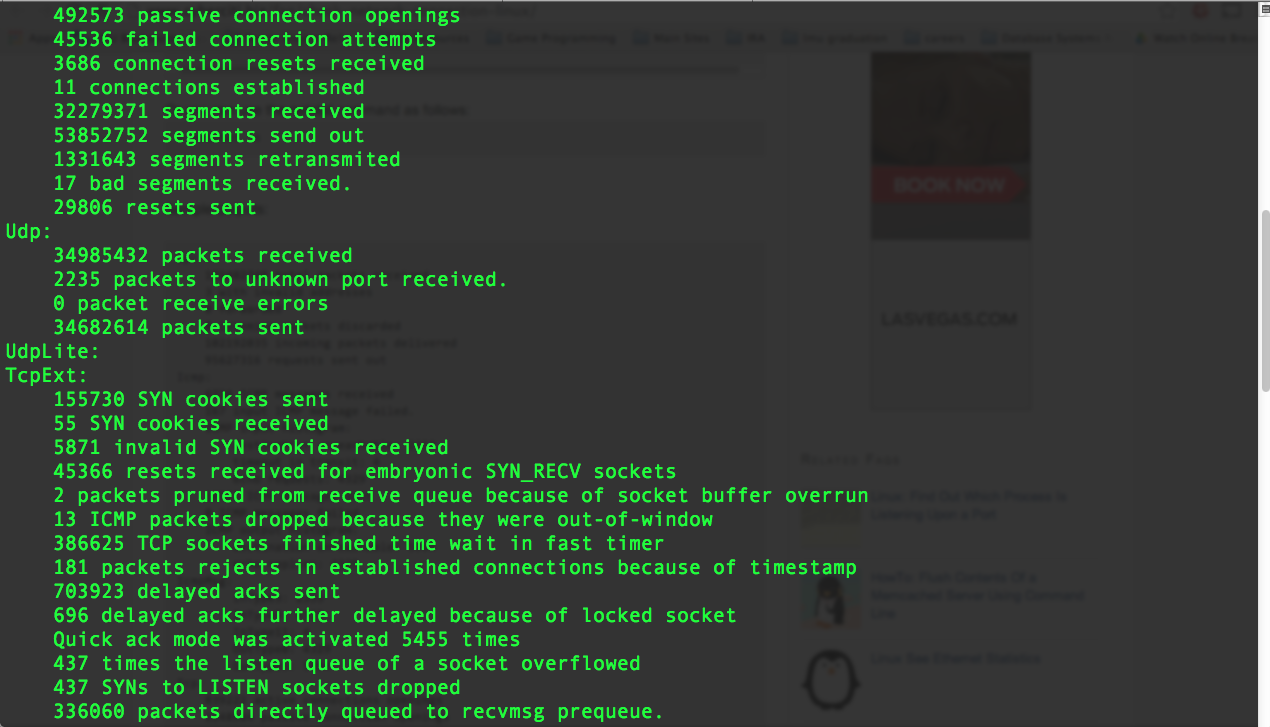 492573 passive connection openings
45536 failed connection attempts
3686 connection resets received
11 connections established
32279371 segments received
53852752 segments send out
1331643 segments retransmited
17 bad segments received.
29806 resets sent
Udp:
34985432 packets received
2235 packets to unknown port received.
0 packet receive errors
34682614 packets sent
UdpLite:
TcpExt:
155730 SYN cookies sent
55 SYN cookies received
5871 invalid SYN cookies received
45366 resets received for embryonic SYN_RECV sockets
2 packets pruned from receive queue because of socket buffer overrun
13 ICMP packets dropped because they were out-of-window
386625 TCP sockets finished time wait in fast timer
181 packets rejects in established connections because of timestamp
703923 delayed acks sent
696 delayed acks further delayed because of locked socket
Quick ack mode was activated 5455 times
437 times the listen queue of a socket overflowed
437 SYNs to LISTEN sockets dropped
336060 packets directly queued to recvmsg prequeue.
BOOK NOW
LASVEGAS.COM